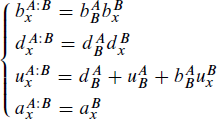 b_x^{A:B} = b_B^A b_x^B
d_x^{A:B} = d_B^A d_x^B
u_x^{A:B} = d_B^A + u_B^A + b_B^A u_x^B
a_x^{A:B} = a_x^B